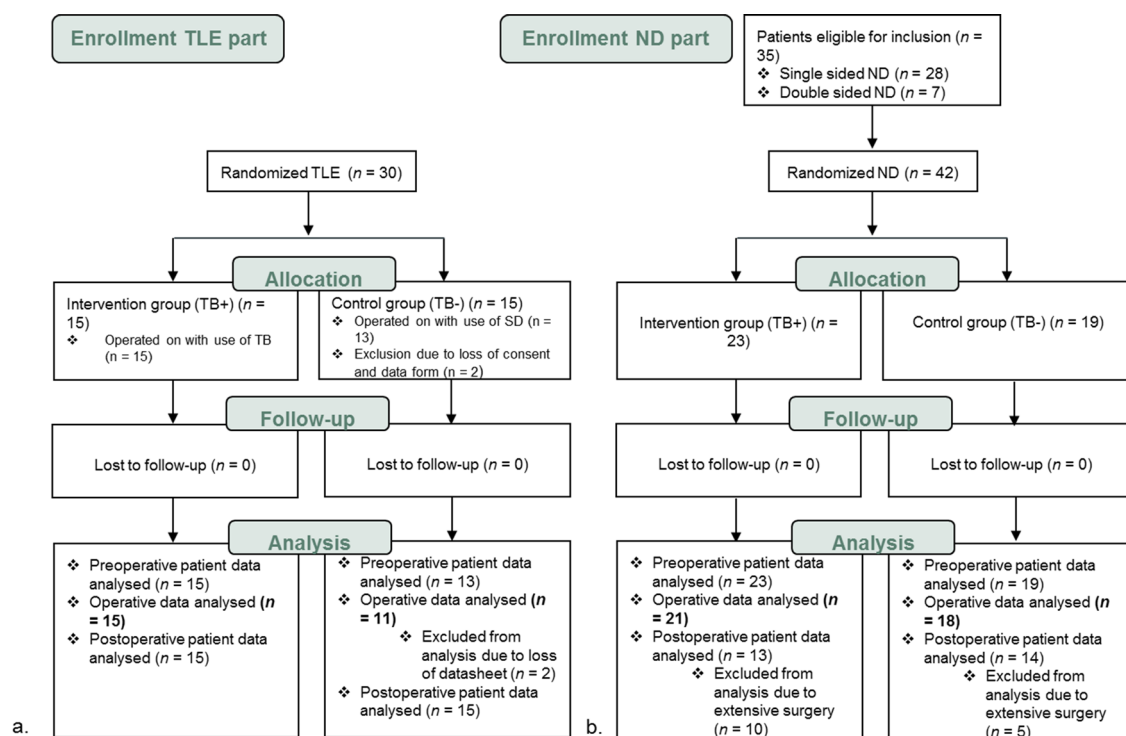 Enrollment TLE part
Randomized TLE (n = 30)
Allocation
Intervention group (TB+) (n =
15)
❖ Operated on with use of TB
(n = 15)
Control group (TB-) (n = 15)
❖ Operated on with use of SD (n =
13)
❖ Exclusion due to loss of consent
and data form (n = 2)
Follow-up
Lost to follow-up (n = 0)
Lost to follow-up (n = 0)
Analysis
❖ Preoperative patient data
analysed (n = 15)
❖ Operative data analysed (n
= 15)
❖ Postoperative patient data
analysed (n = 15)
❖ Preoperative patient data
analysed (n = 13)
❖ Operative data analysed (n
= 11)
❖ Excluded from
analysis due to loss
of datasheet (n = 2)
❖ Postoperative patient data
analysed (n = 15)
a.
Enrollment ND part
Patients eligible for inclusion (n =
35)
❖ Single sided ND (n = 28)
❖ Double sided ND (n = 7)
Randomized ND (n = 42)
Allocation
Intervention group (TB+) (n =
23)
Control group (TB-) (n = 19)
Follow-up
Lost to follow-up (n = 0)
Lost to follow-up (n = 0)
Analysis
❖ Preoperative patient data
analysed (n = 23)
❖ Operative data analysed (n
= 21)
❖ Postoperative patient data
analysed (n = 13)
❖ Excluded from
analysis due to
extensive surgery
(n = 10)
❖ Preoperative patient data
analysed (n = 19)
❖ Operative data analysed (n
= 18)
❖ Postoperative patient data
analysed (n = 14)
❖ Excluded from
analysis due to
extensive surgery
(n = 5)
b.